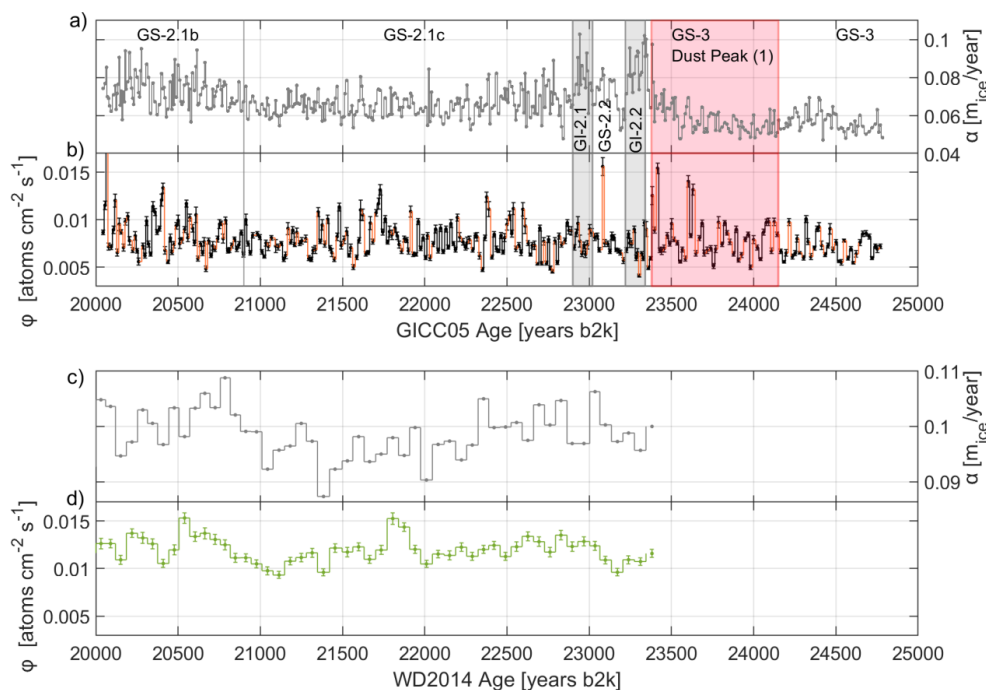 a)
GS-2.1b
GS-2.1c
GS-3
GS-3
Dust Peak (1)
GI-2.1
GS-2.2
GI-2.2
0.1
0.08
0.06
0.04
α [m_ice/year]
b)
0.015
0.01
0.005
φ [atoms cm⁻² s⁻¹]
20000 20500 21000 21500 22000 22500 23000 23500 24000 24500 25000
GICC05 Age [years b2k]
c)
0.11
0.1
0.09
α [m_ice/year]
d)
0.015
0.01
0.005
φ [atoms cm⁻² s⁻¹]
20000 20500 21000 21500 22000 22500 23000 23500 24000 24500 25000
WD2014 Age [years b2k]